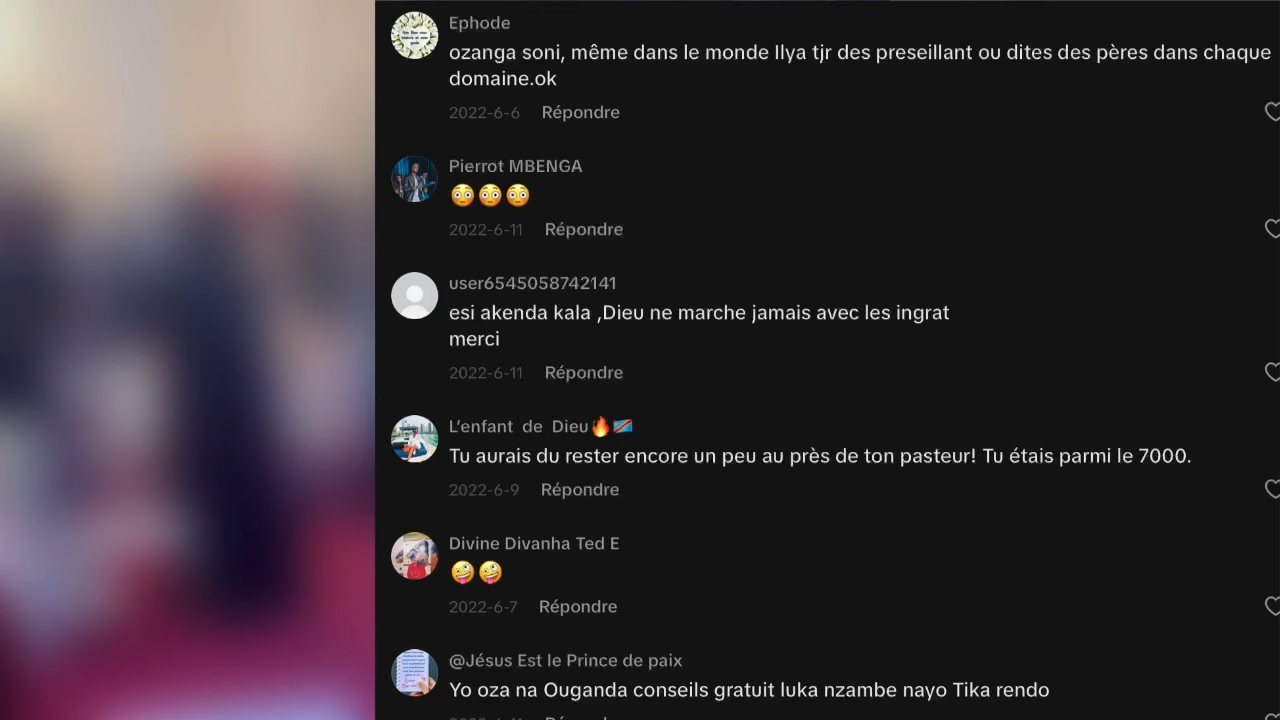 Ephode
ozanga soni, même dans le monde Ilya tjr des preseillant ou dites des pères dans chaque
domaine.ok
2022-6-6 Répondre
Pierrot MBENGA
😳😳😳
2022-6-11 Répondre
user6545058742141
esi akenda kala ,Dieu ne marche jamais avec les ingrat
merci
2022-6-11 Répondre
L'enfant de Dieu🔥🇨🇩
Tu aurais du rester encore un peu au près de ton pasteur! Tu étais parmi le 7000.
2022-6-9 Répondre
Divine Divanha Ted E
🤪🤪
2022-6-7 Répondre
@Jésus Est le Prince de paix
Yo oza na Ouganda conseils gratuit luka nzambe nayo Tika rendo